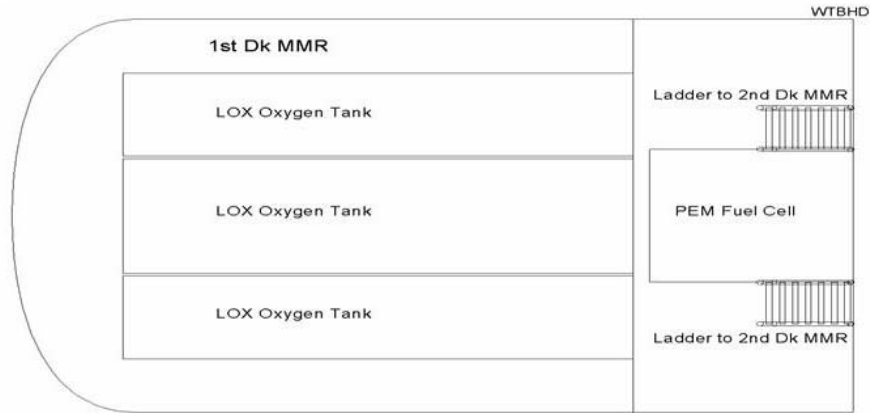 WTBHD
1st Dk MMR
Ladder to 2nd Dk MMR
LOX Oxygen Tank
LOX Oxygen Tank
PEM Fuel Cell
LOX Oxygen Tank
Ladder to 2nd Dk MMR